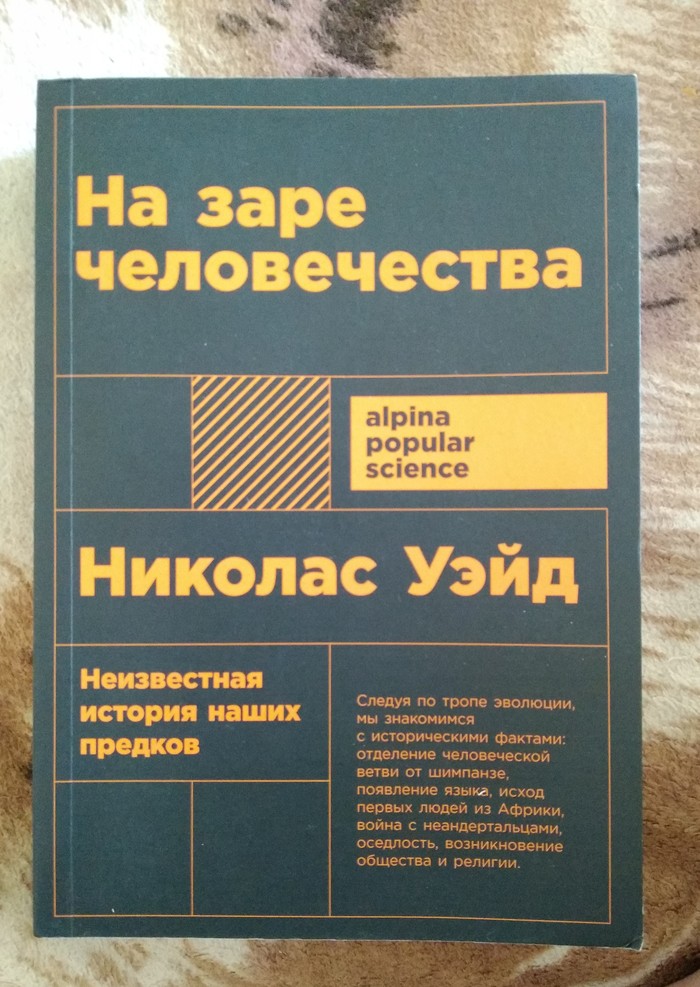 На заре
человечества
alpina
popular
science
Николас Уэйд
Неизвестная
история наших
предков
Следуя по тропе эволюции,
мы знакомимся
с историческими фактами:
отделение человеческой
ветви от шимпанзе,
появление языка, исход
первых людей из Африки,
война с неандертальцами,
оседлость, возникновение
общества и религии.